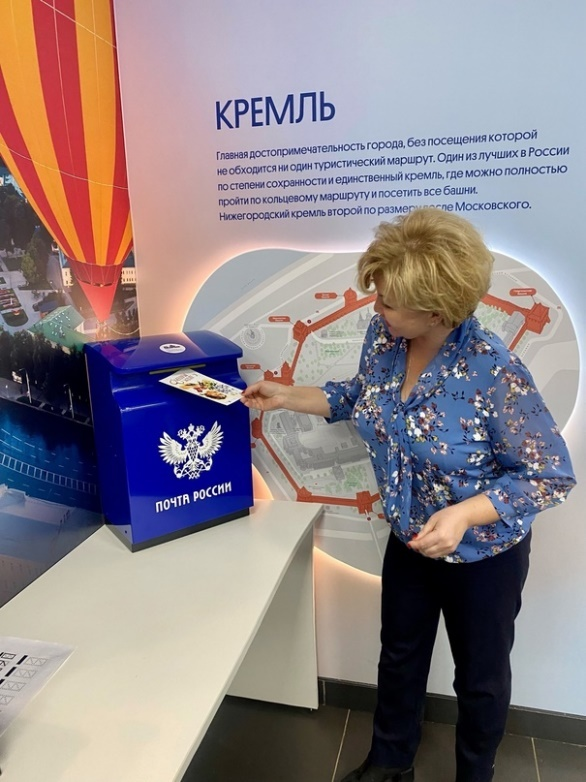 КРЕМЛЬ
Главная достопримечательность города, без посещения которой
не обходится ни один туристический маршрут. Один из лучших в России
по степени сохранности и единственный кремль, где можно полностью
пройти по кольцевому маршруту и посетить все башни.
Нижегородский кремль второй по размеру после Московского.
ПОЧТА РОССИИ